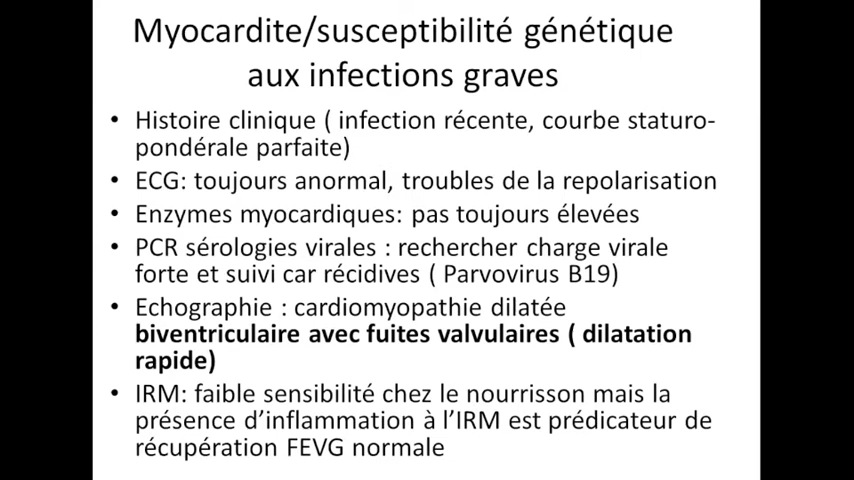 Myocardite/susceptibilité génétique
aux infections graves
• Histoire clinique ( infection récente, courbe staturo-
pondérale parfaite)
• ECG: toujours anormal, troubles de la repolarisation
• Enzymes myocardiques: pas toujours élevées
• PCR sérologies virales : rechercher charge virale
forte et suivi car récidives ( Parvovirus B19)
• Echographie : cardiomyopathie dilatée
biventriculaire avec fuites valvulaires ( dilatation
rapide)
• IRM: faible sensibilité chez le nourrisson mais la
présence d’inflammation à l’IRM est prédicateur de
récupération FEVG normale